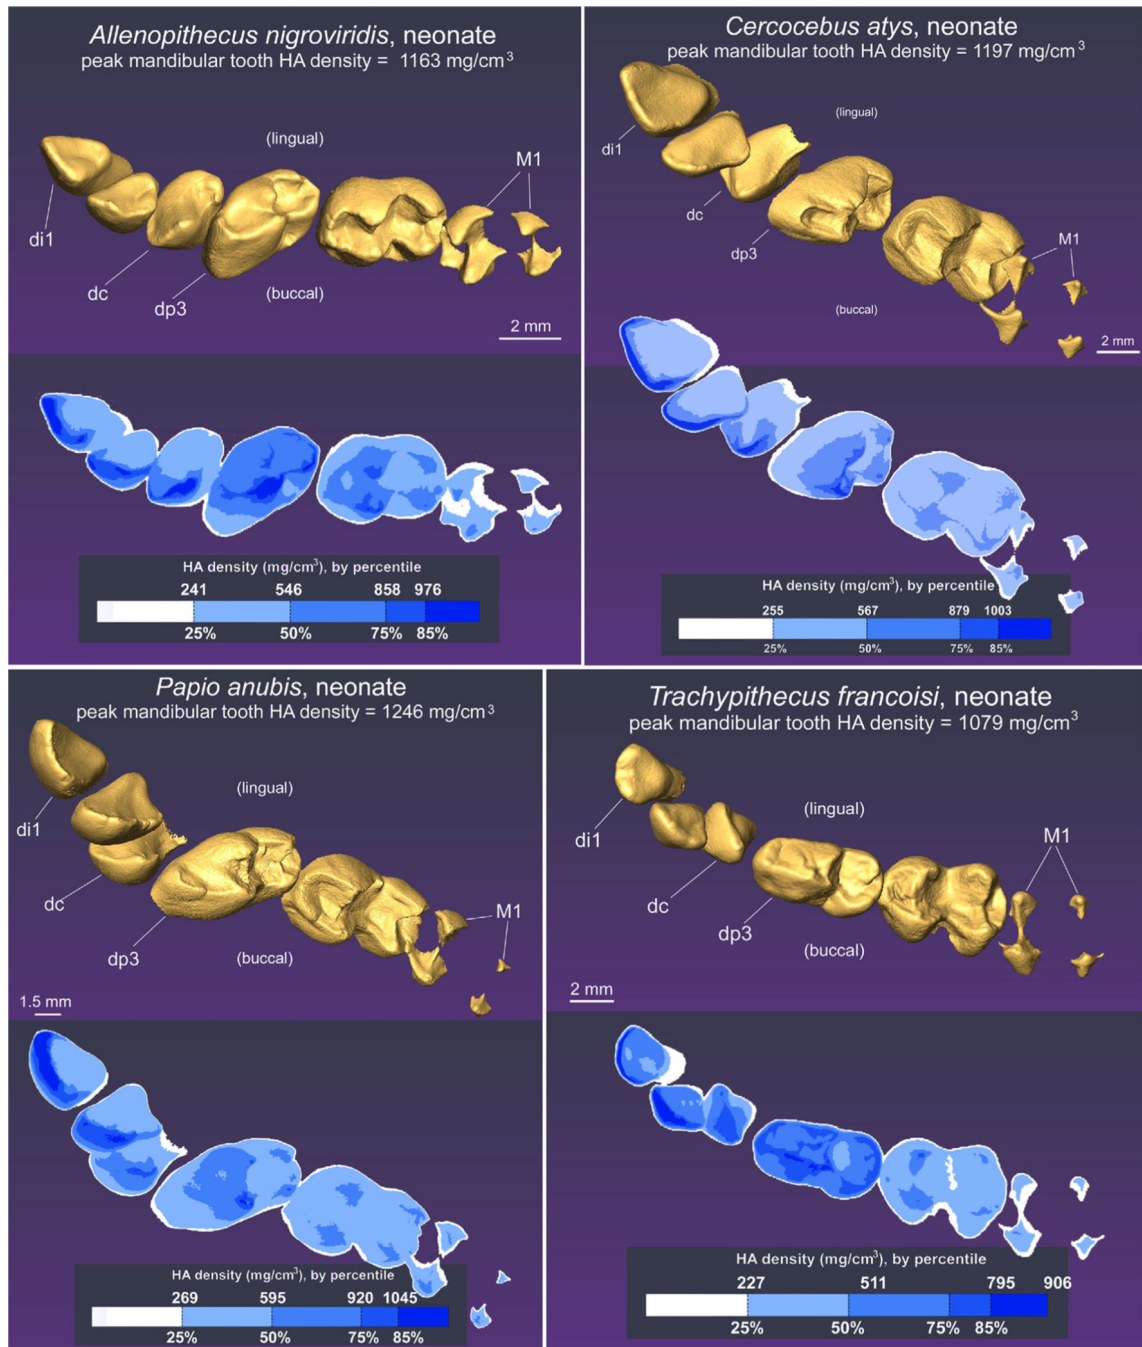 Allenopithecus nigroviridis, neonate
peak mandibular tooth HA density = 1163 mg/cm³
(lingual)
M1
di1
dc
dp3
(buccal)
2 mm
HA density (mg/cm³), by percentile
241 546 858 976
25% 50% 75% 85%
Cercocebus atys, neonate
peak mandibular tooth HA density = 1197 mg/cm³
(lingual)
di1
dc
M1
dp3
(buccal)
2 mm
HA density (mg/cm³), by percentile
255 567 879 1003
25% 50% 75% 85%
Papio anubis, neonate
peak mandibular tooth HA density = 1246 mg/cm³
(lingual)
di1
dc
M1
dp3
(buccal)
1.5 mm
HA density (mg/cm³), by percentile
269 595 920 1045
25% 50% 75% 85%
Trachypithecus francoisi, neonate
peak mandibular tooth HA density = 1079 mg/cm³
(lingual)
M1
di1
dc
dp3
(buccal)
2 mm
HA density (mg/cm³), by percentile
227 511 795 906
25% 50% 75% 85%